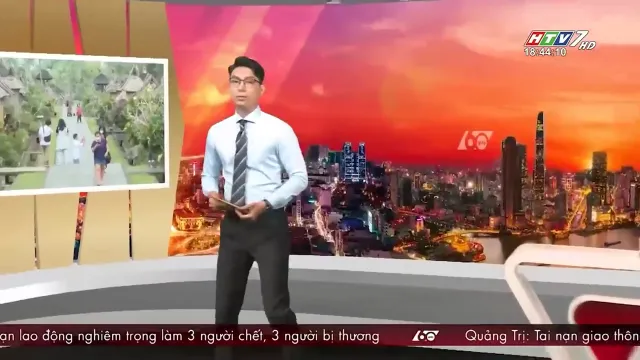 HTV7 HD
18:44:10
60
ạn lao động nghiêm trọng làm 3 người chết, 3 người bị thương 60 Quảng Trị: Tai nạn giao thôn